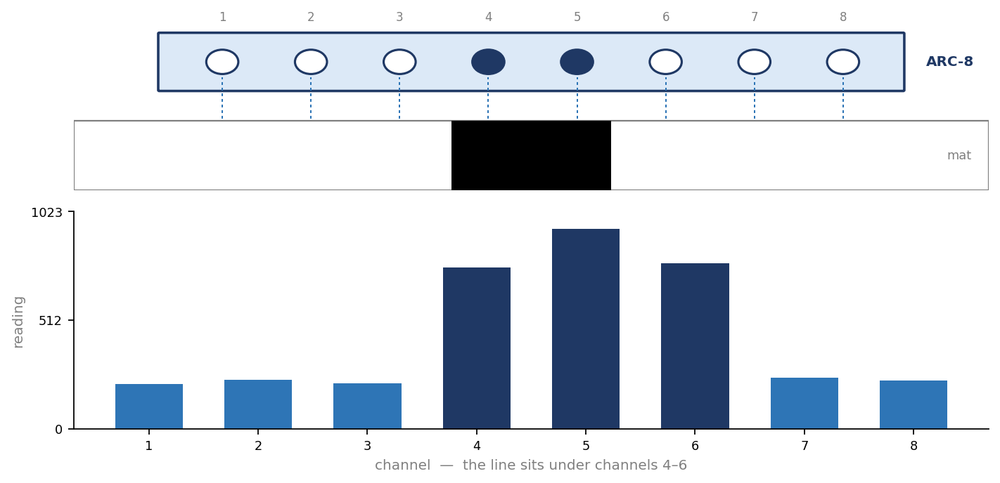 1 2 3 4 5 6 7 8
ARC-8
mat
1023
512
0
reading
1 2 3 4 5 6 7 8
channel — the line sits under channels 4–6